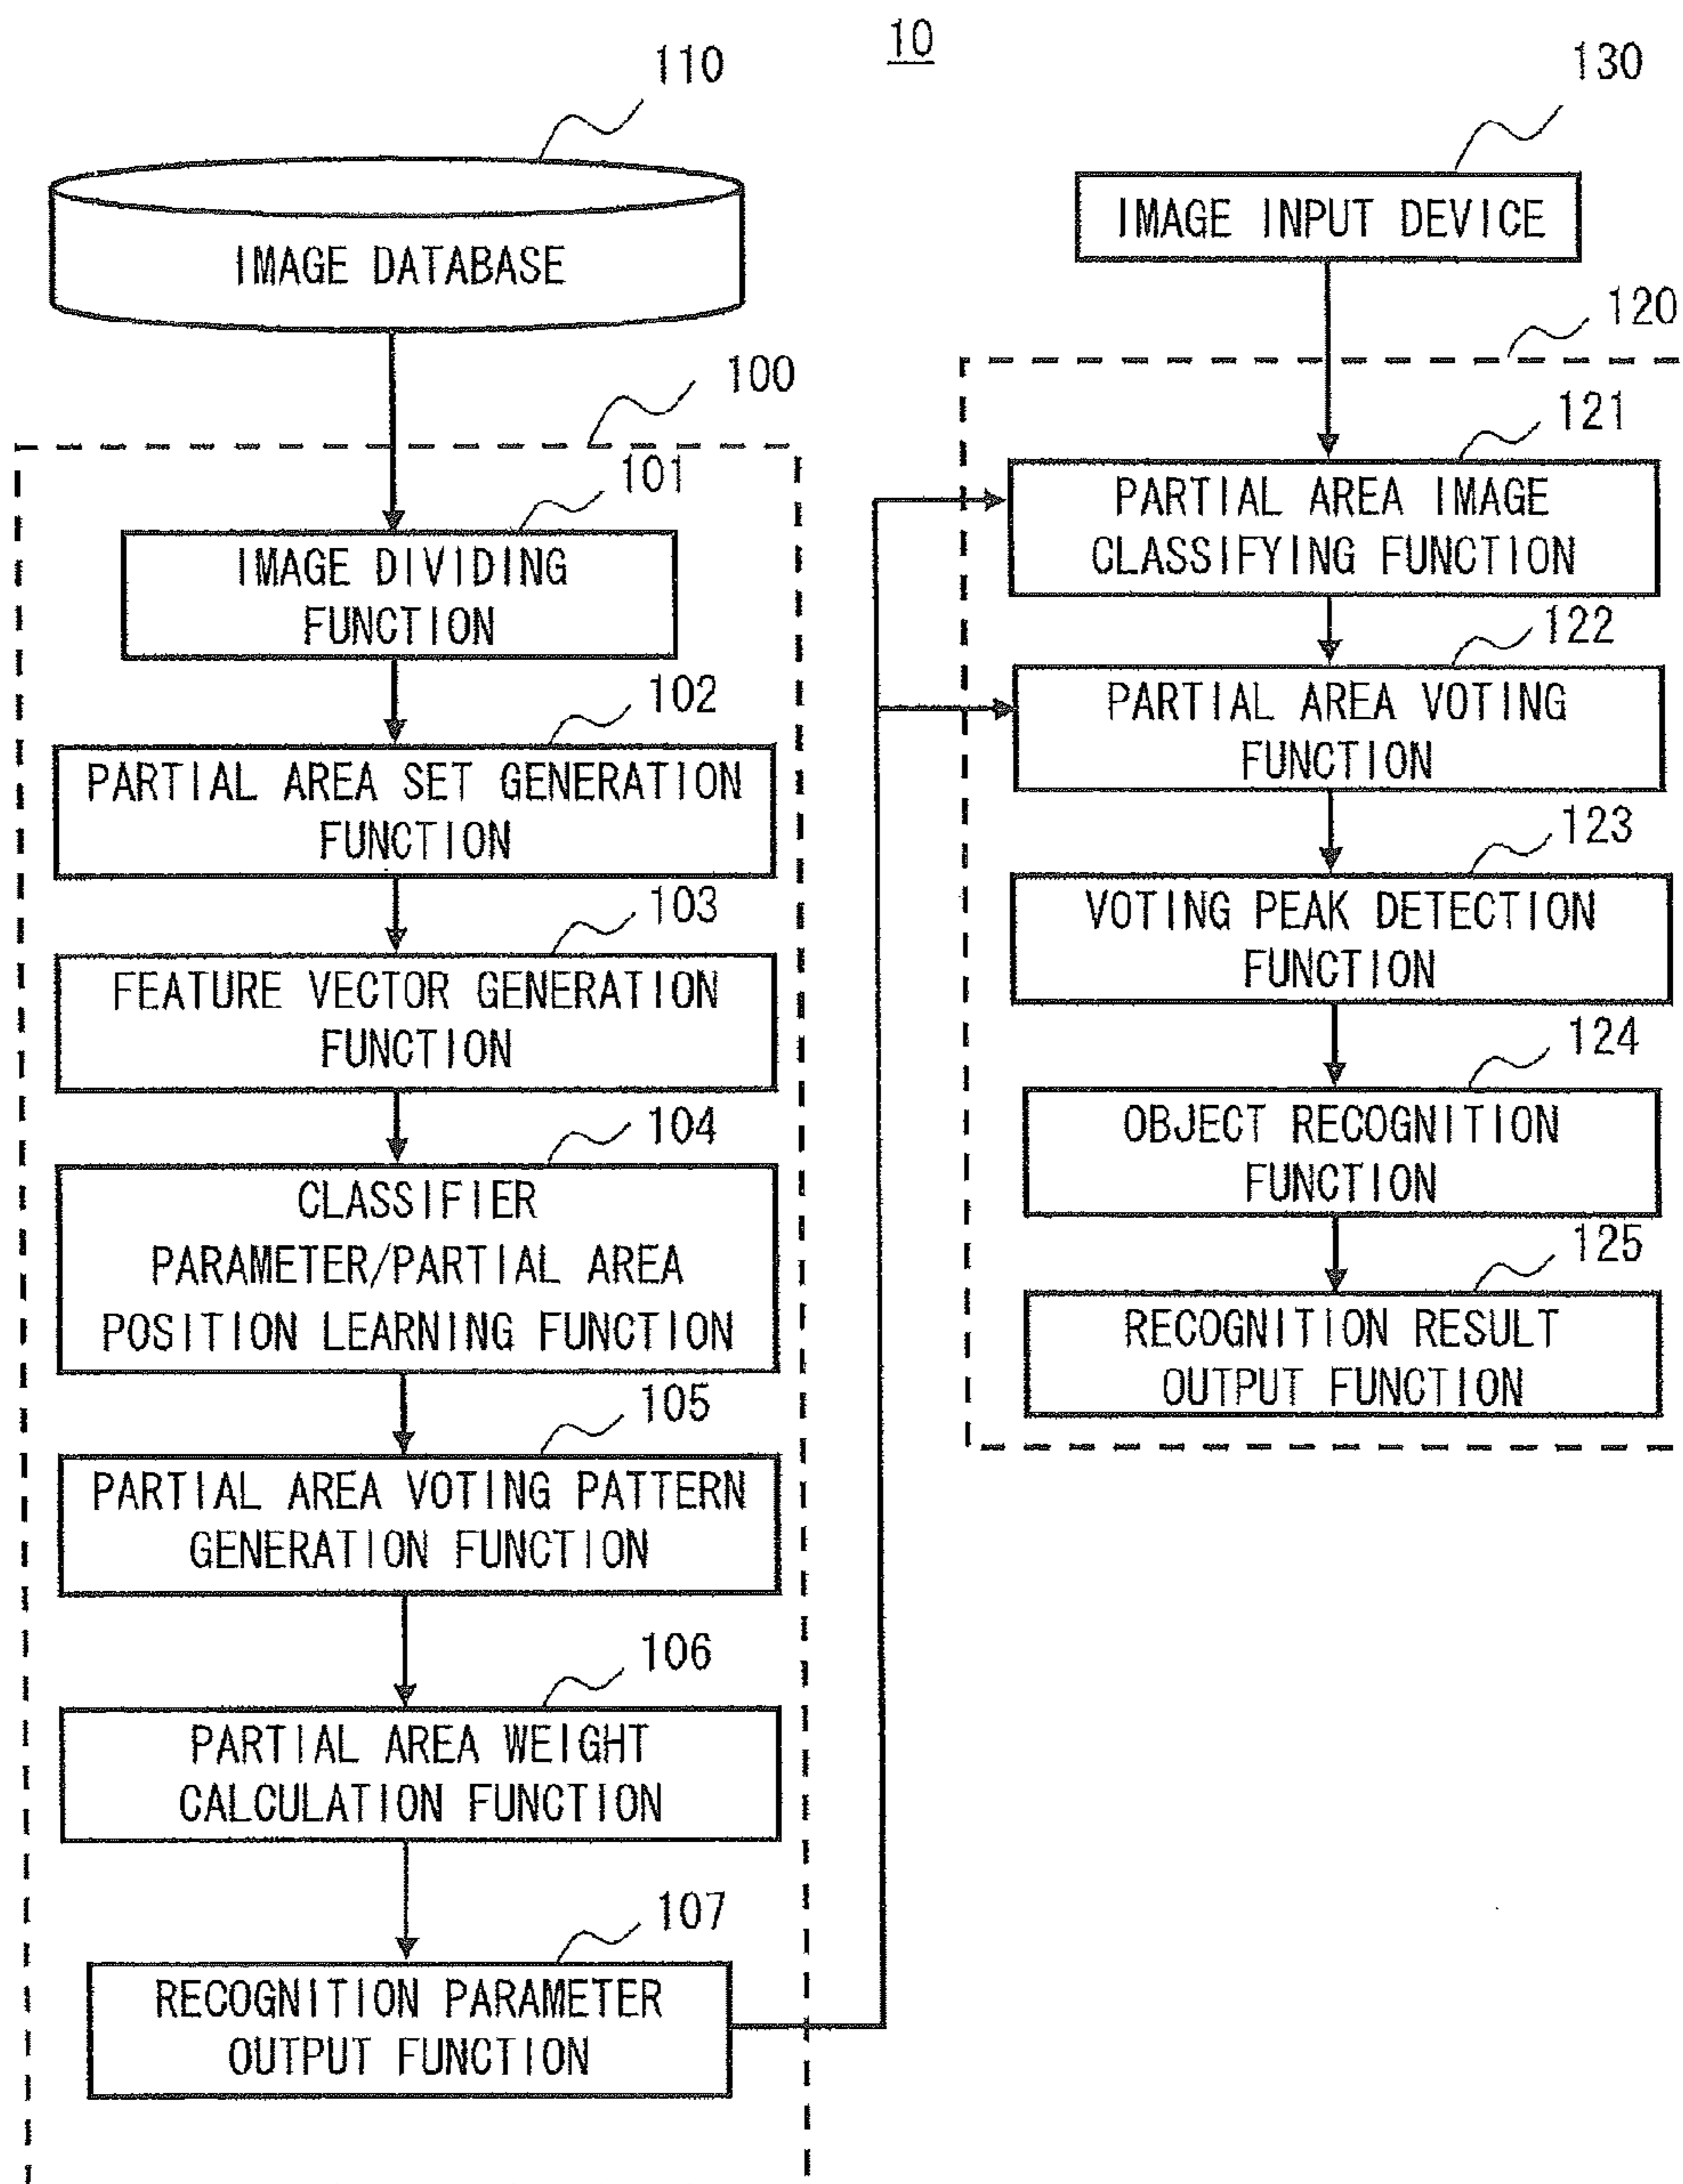 10
110
IMAGE DATABASE
100
101
IMAGE DIVIDING
FUNCTION
102
PARTIAL AREA SET GENERATION
FUNCTION
103
FEATURE VECTOR GENERATION
FUNCTION
104
CLASSIFIER
PARAMETER/PARTIAL AREA
POSITION LEARNING FUNCTION
105
PARTIAL AREA VOTING PATTERN
GENERATION FUNCTION
106
PARTIAL AREA WEIGHT
CALCULATION FUNCTION
107
RECOGNITION PARAMETER
OUTPUT FUNCTION
130
IMAGE INPUT DEVICE
120
121
PARTIAL AREA IMAGE
CLASSIFYING FUNCTION
122
PARTIAL AREA VOTING
FUNCTION
123
VOTING PEAK DETECTION
FUNCTION
124
OBJECT RECOGNITION
FUNCTION
125
RECOGNITION RESULT
OUTPUT FUNCTION